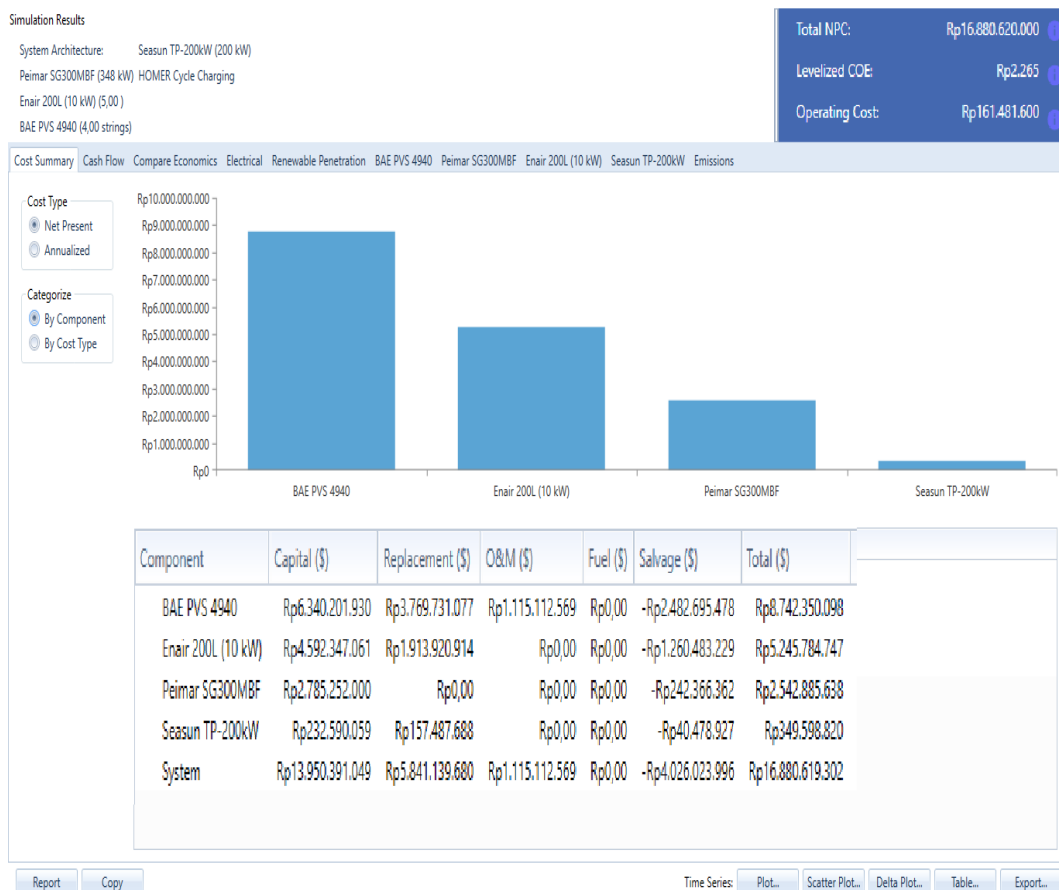 Simulation Results
System Architecture: Seasun TP-200kW (200 kW)
Peimar SG300MBF (348 kW) HOMER Cycle Charging
Enair 200L (10 kW) (5,00 )
BAE PVS 4940 (4,00 strings)
Total NPC: Rp16.880.620.000
Levelized COE: Rp2.265
Operating Cost: Rp161.481.600
Cost Summary Cash Flow Compare Economics Electrical Renewable Penetration BAE PVS 4940 Peimar SG300MBF Enair 200L (10 kW) Seasun TP-200kW Emissions
Cost Type
Net Present
Annualized
Categorize
By Component
By Cost Type
Rp10.000.000.000
Rp9.000.000.000
Rp8.000.000.000
Rp7.000.000.000
Rp6.000.000.000
Rp5.000.000.000
Rp4.000.000.000
Rp3.000.000.000
Rp2.000.000.000
Rp1.000.000.000
Rp0
BAE PVS 4940 Enair 200L (10 kW) Peimar SG300MBF Seasun TP-200kW
Component Capital ($) Replacement ($) O&M ($) Fuel ($) Salvage ($) Total ($)
BAE PVS 4940 Rp6.340.201.930 Rp3.769.731.077 Rp1.115.112.569 Rp0,00 -Rp2.482.695.478 Rp8.742.350.098
Enair 200L (10 kW) Rp4.592.347.061 Rp1.913.920.914 Rp0,00 Rp0,00 -Rp1.260.483.229 Rp5.245.784.747
Peimar SG300MBF Rp2.785.252.000 Rp0,00 Rp0,00 Rp0,00 -Rp242.366.362 Rp2.542.885.638
Seasun TP-200kW Rp232.590.059 Rp157.487.688 Rp0,00 Rp0,00 -Rp40.478.927 Rp349.598.820
System Rp13.950.391.049 Rp5.841.139.680 Rp1.115.112.569 Rp0,00 -Rp4.026.023.996 Rp16.880.619.302
Report Copy Time Series: Plot... Scatter Plot... Delta Plot... Table... Export...